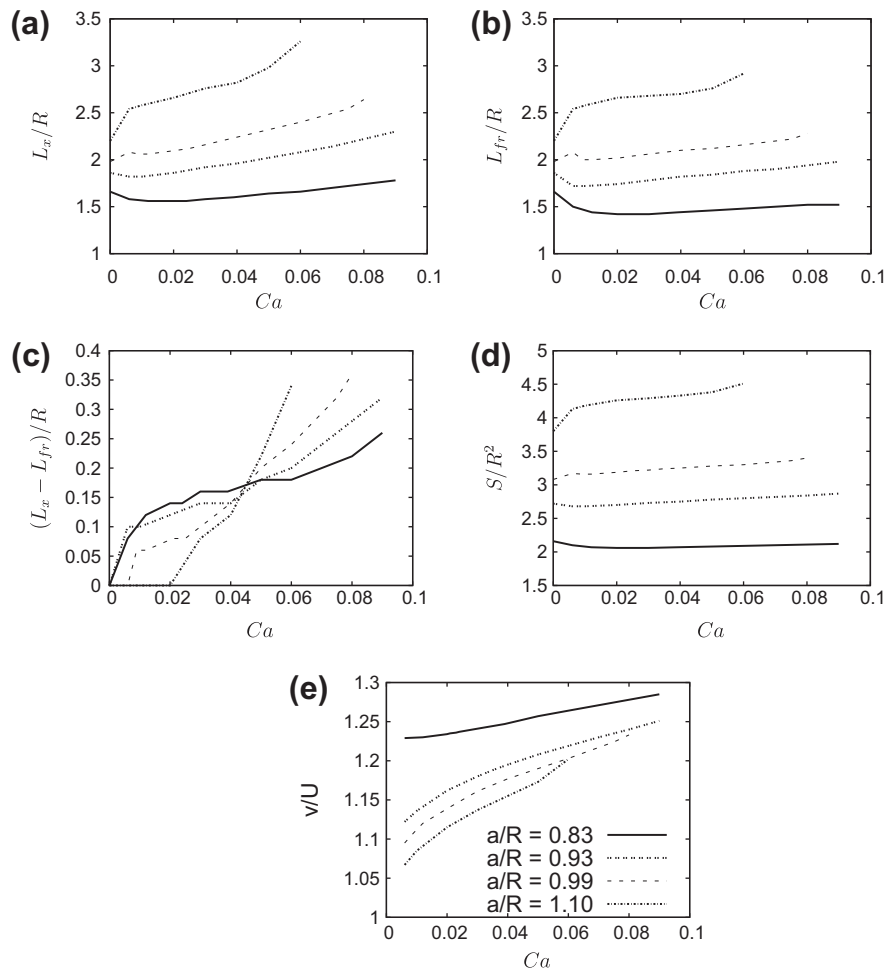 (a)
3.5
3
2.5
2
1.5
1
L_x/R
0 0.02 0.04 0.06 0.08 0.1
Ca
(b)
3.5
3
2.5
2
1.5
1
L_{fr}/R
0 0.02 0.04 0.06 0.08 0.1
Ca
(c)
0.4
0.35
0.3
0.25
0.2
0.15
0.1
0.05
0
(L_x − L_{fr})/R
0 0.02 0.04 0.06 0.08 0.1
Ca
(d)
5
4.5
4
3.5
3
2.5
2
1.5
S/R^2
0 0.02 0.04 0.06 0.08 0.1
Ca
(e)
1.3
1.25
1.2
1.15
1.1
1.05
1
v/U
a/R = 0.83
a/R = 0.93
a/R = 0.99
a/R = 1.10
0 0.02 0.04 0.06 0.08 0.1
Ca